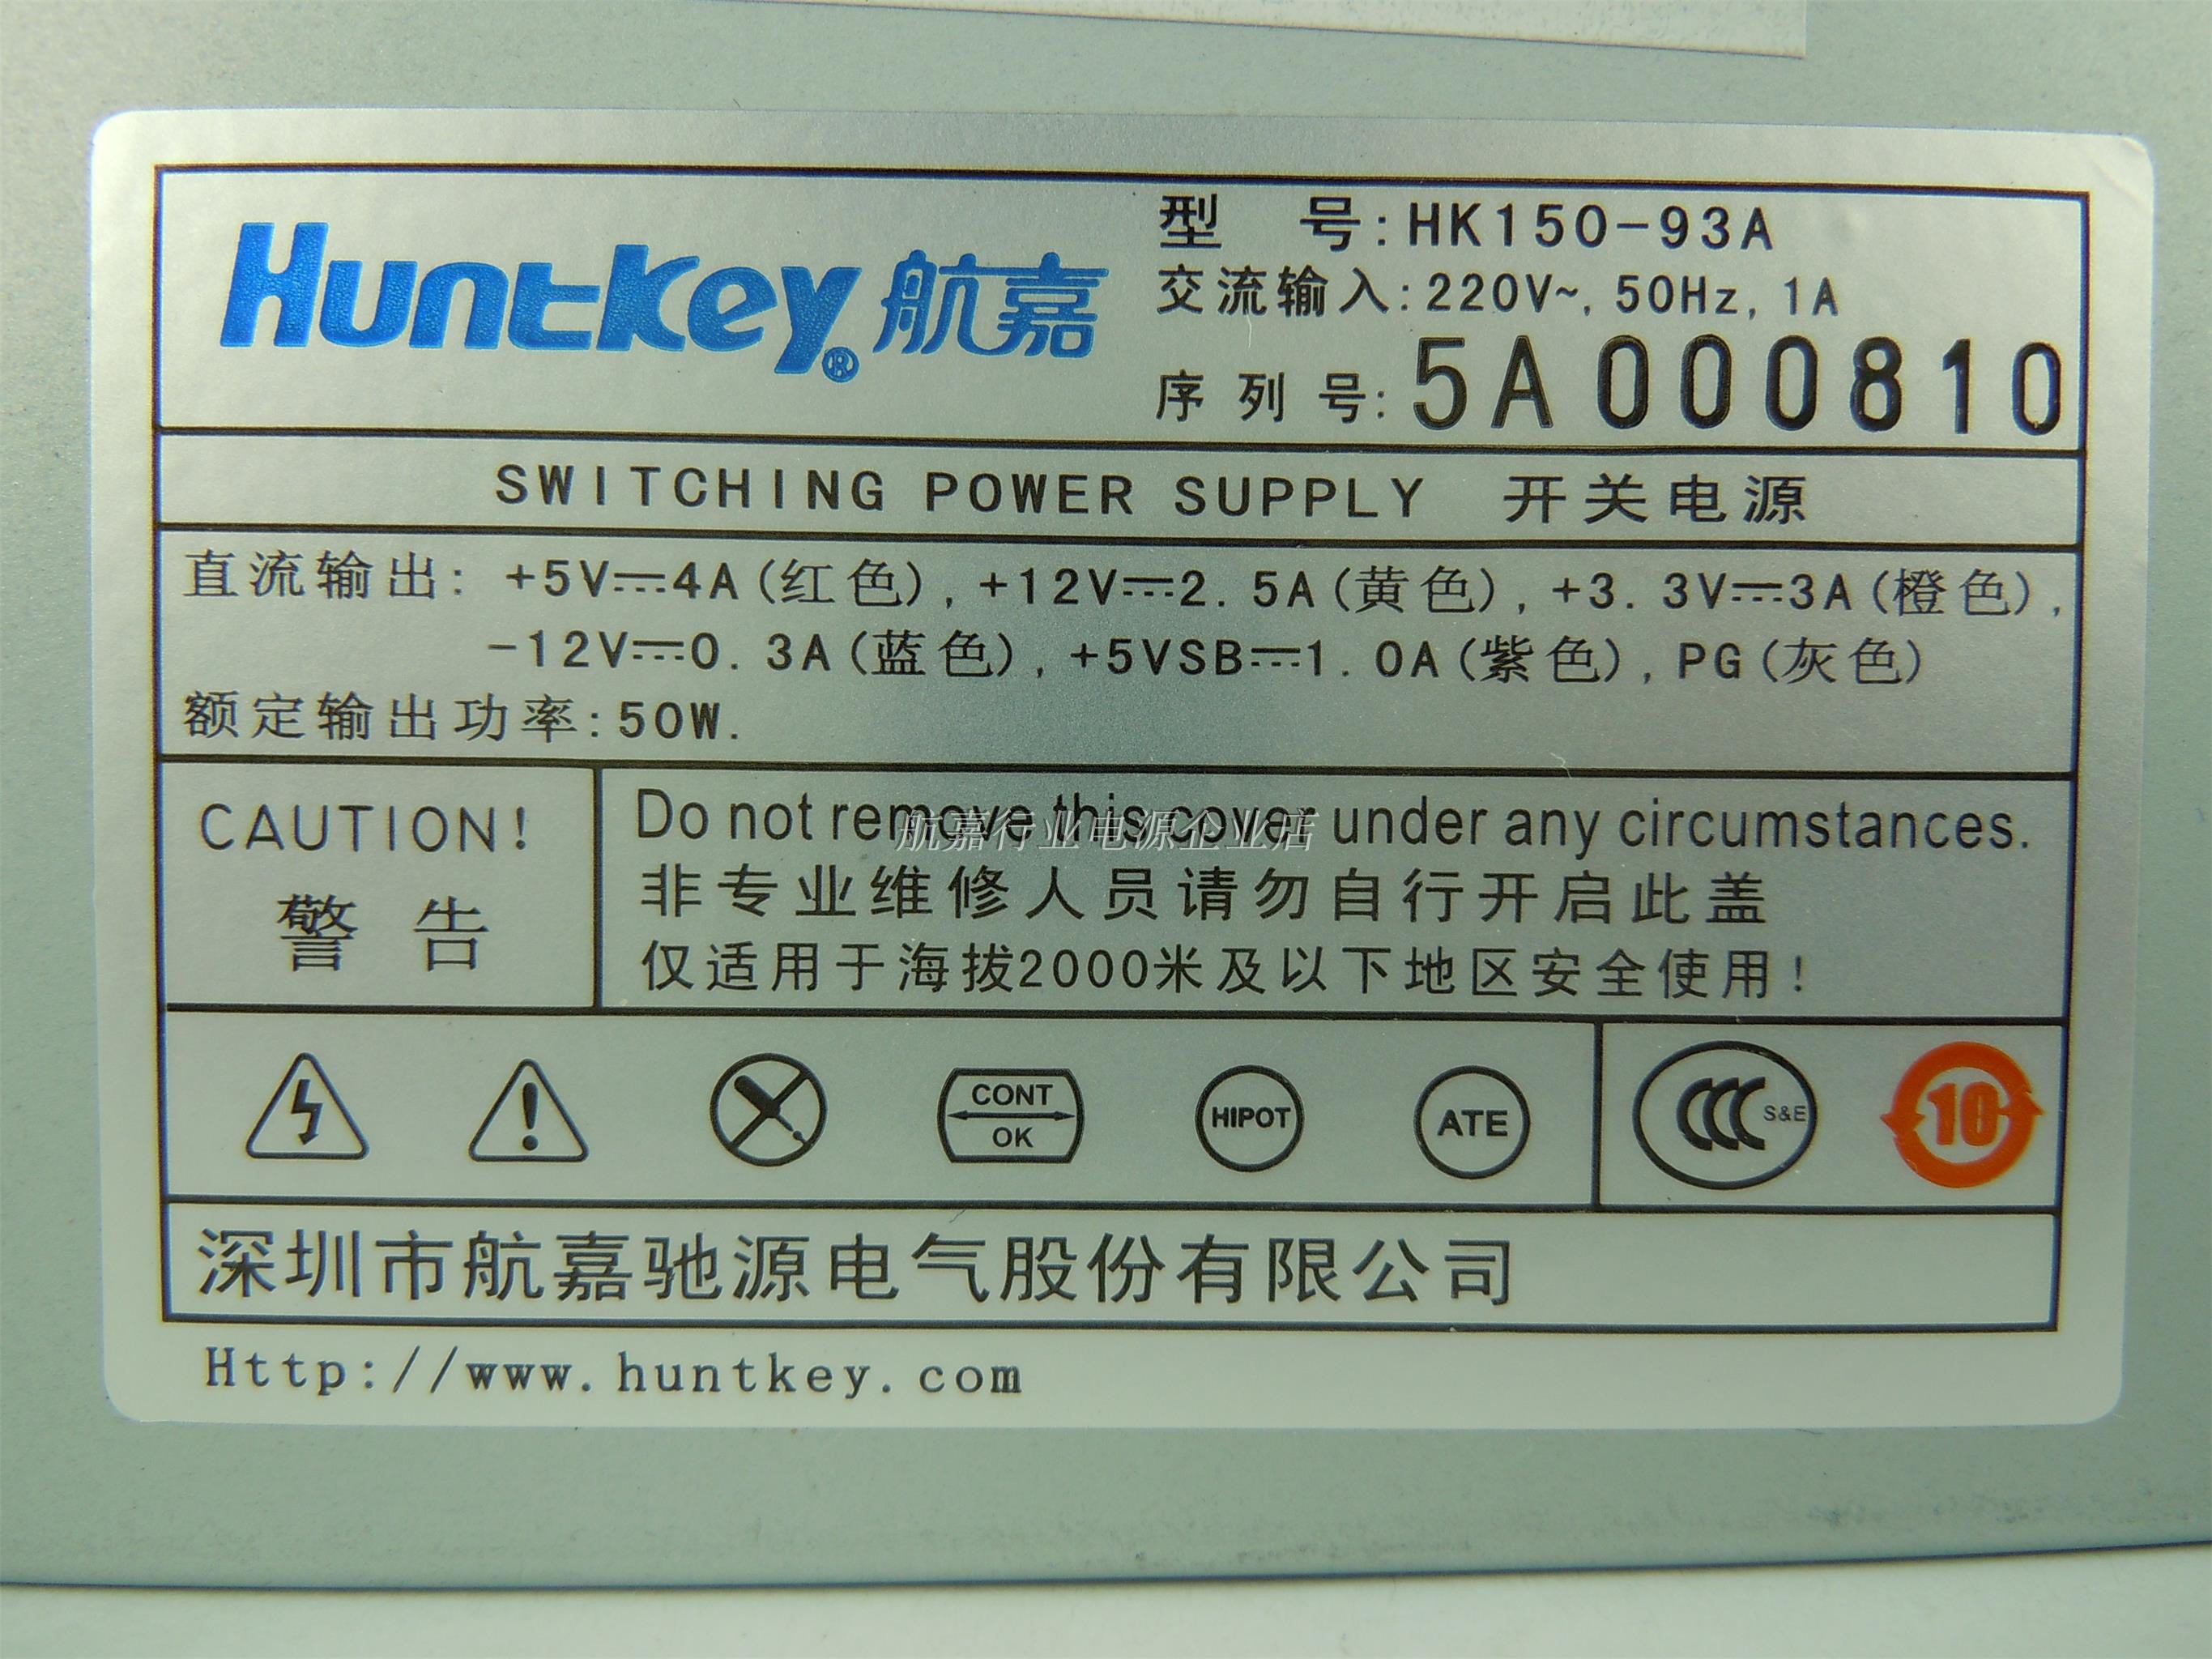 Huntkey® 航嘉
型 号:HK150-93A
交流输入:220V~,50Hz,1A
序列号:5A000810
SWITCHING POWER SUPPLY 开关电源
直流输出: +5V⎓4A(红色),+12V⎓2.5A(黄色),+3.3V⎓3A(橙色),
-12V⎓0.3A(蓝色),+5VSB⎓1.0A(紫色),PG(灰色)
额定输出功率:50W.
CAUTION!
警告
Do not remove this cover under any circumstances.
航嘉行业电源企业店
非专业维修人员请勿自行开启此盖
仅适用于海拔2000米及以下地区安全使用!
CONT
OK
HIPOT
ATE
CCC S&E
10
深圳市航嘉驰源电气股份有限公司
Http://www.huntkey.com